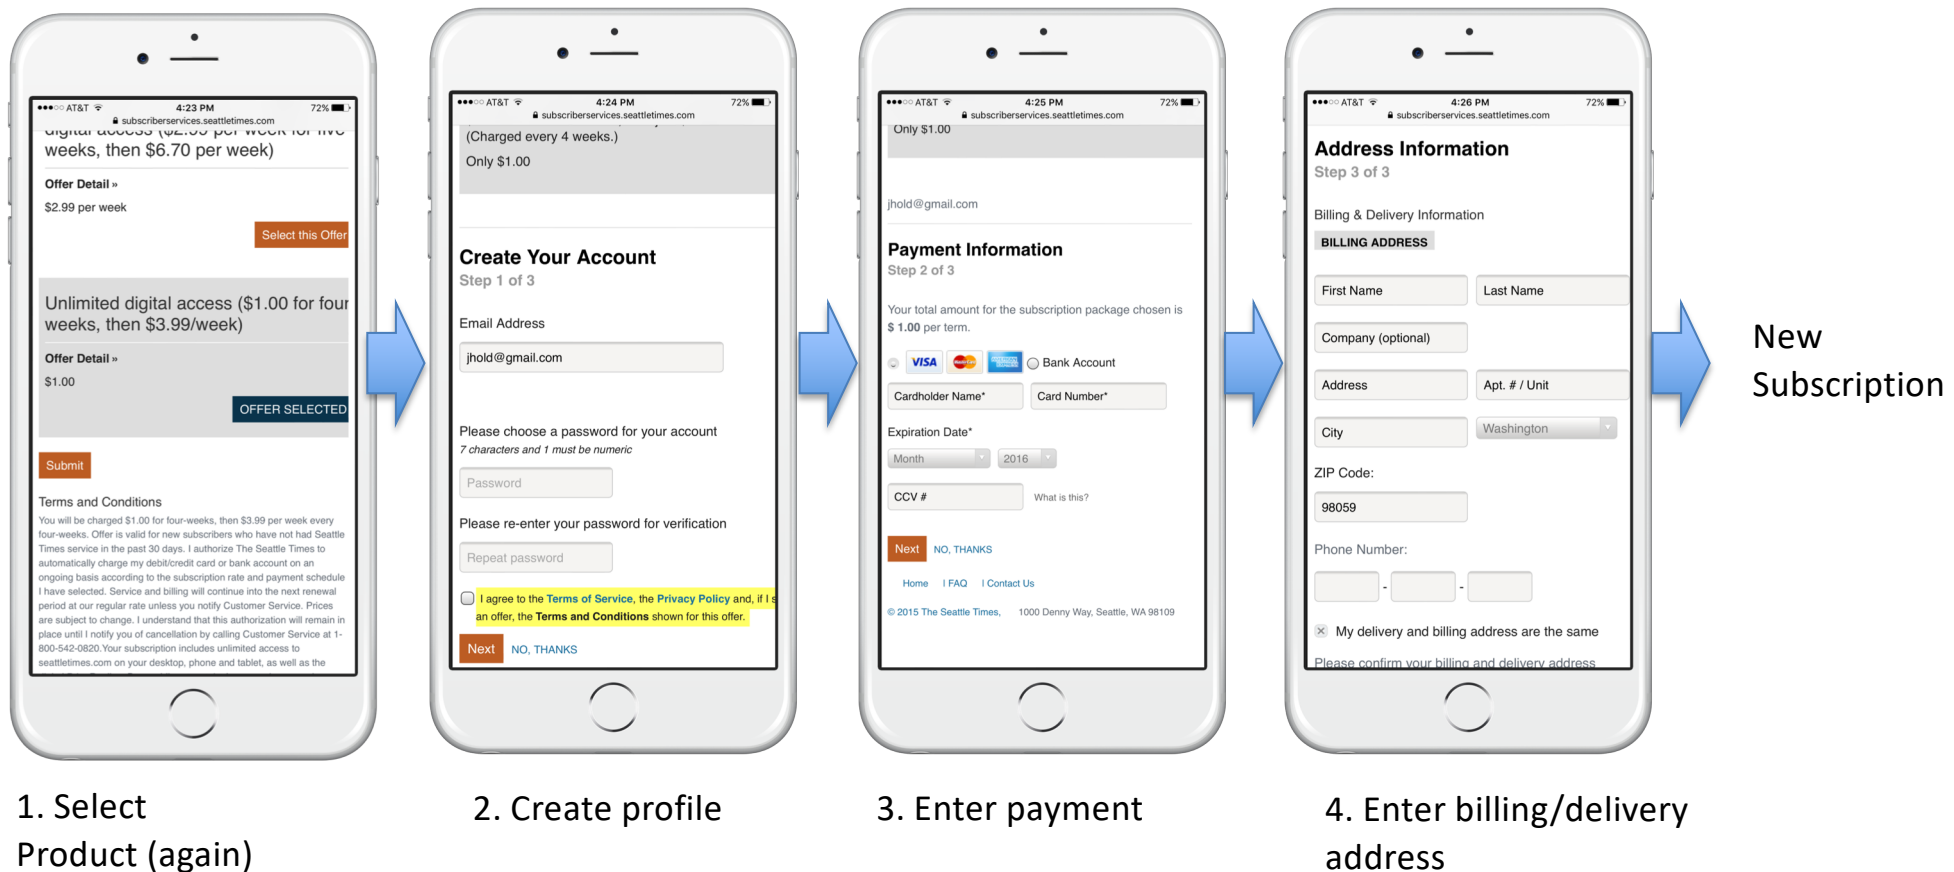 ●●●○○ AT&T 4:23 PM 72%
subscriberservices.seattletimes.com
digital access ($2.99 per week for five
weeks, then $6.70 per week)
Offer Detail »
$2.99 per week
Select this Offer
Unlimited digital access ($1.00 for four
weeks, then $3.99/week)
Offer Detail »
$1.00
OFFER SELECTED
Submit
Terms and Conditions
You will be charged $1.00 for four-weeks, then $3.99 per week every
four-weeks. Offer is valid for new subscribers who have not had Seattle
Times service in the past 30 days. I authorize The Seattle Times to
automatically charge my debit/credit card or bank account on an
ongoing basis according to the subscription rate and payment schedule
I have selected. Service and billing will continue into the next renewal
period at our regular rate unless you notify Customer Service. Prices
are subject to change. I understand that this authorization will remain in
place until I notify you of cancellation by calling Customer Service at 1-
800-542-0820.Your subscription includes unlimited access to
seattletimes.com on your desktop, phone and tablet, as well as the
1. Select
Product (again)
●●●○○ AT&T 4:24 PM 72%
subscriberservices.seattletimes.com
(Charged every 4 weeks.)
Only $1.00
Create Your Account
Step 1 of 3
Email Address
jhold@gmail.com
Please choose a password for your account
7 characters and 1 must be numeric
Password
Please re-enter your password for verification
Repeat password
I agree to the Terms of Service, the Privacy Policy and, if I s
an offer, the Terms and Conditions shown for this offer.
Next NO, THANKS
2. Create profile
●●●○○ AT&T 4:25 PM 72%
subscriberservices.seattletimes.com
Only $1.00
jhold@gmail.com
Payment Information
Step 2 of 3
Your total amount for the subscription package chosen is
$ 1.00 per term.
VISA MasterCard AMERICAN EXPRESS Bank Account
Cardholder Name* Card Number*
Expiration Date*
Month 2016
CCV # What is this?
Next NO, THANKS
Home | FAQ | Contact Us
© 2015 The Seattle Times, 1000 Denny Way, Seattle, WA 98109
3. Enter payment
●●●○○ AT&T 4:26 PM 72%
subscriberservices.seattletimes.com
Address Information
Step 3 of 3
Billing & Delivery Information
BILLING ADDRESS
First Name Last Name
Company (optional)
Address Apt. # / Unit
City Washington
ZIP Code:
98059
Phone Number:
- -
My delivery and billing address are the same
Please confirm your billing and delivery address
4. Enter billing/delivery
address
New
Subscription